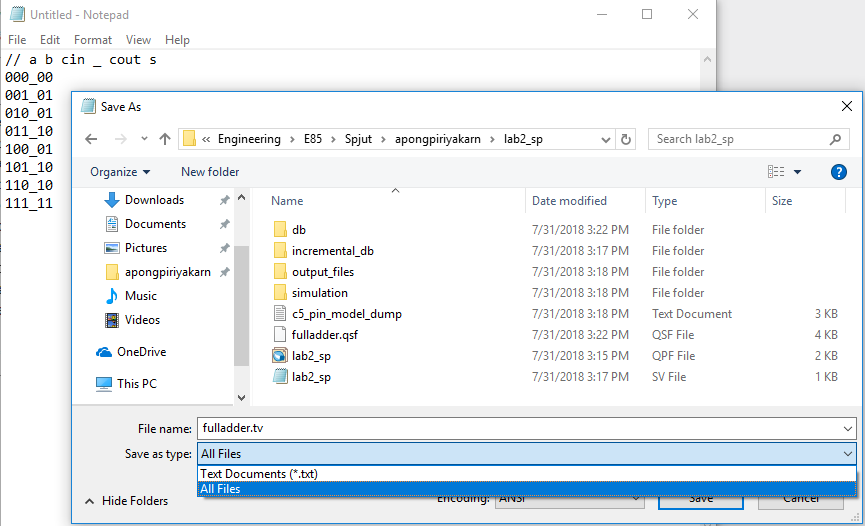 Untitled - Notepad
File Edit Format View Help
// a b cin _ cout s
000_00
001_01
010_01
011_10
100_01
101_10
110_10
111_11
Save As
« Engineering > E85 > Spjut > apongpiriyakarn > lab2_sp
Search lab2_sp
Organize New folder
Downloads
Documents
Pictures
apongpiriyakarn
Music
Videos
OneDrive
This PC
Name Date modified Type Size
db 7/31/2018 3:22 PM File folder
incremental_db 7/31/2018 3:17 PM File folder
output_files 7/31/2018 3:18 PM File folder
simulation 7/31/2018 3:18 PM File folder
c5_pin_model_dump 7/31/2018 3:18 PM Text Document 3 KB
fulladder.qsf 7/31/2018 3:22 PM QSF File 4 KB
lab2_sp 7/31/2018 3:15 PM QPF File 2 KB
lab2_sp 7/31/2018 3:17 PM SV File 1 KB
File name: fulladder.tv
Save as type: All Files
Text Documents (*.txt)
All Files
Hide Folders Encoding: ANSI Save Cancel